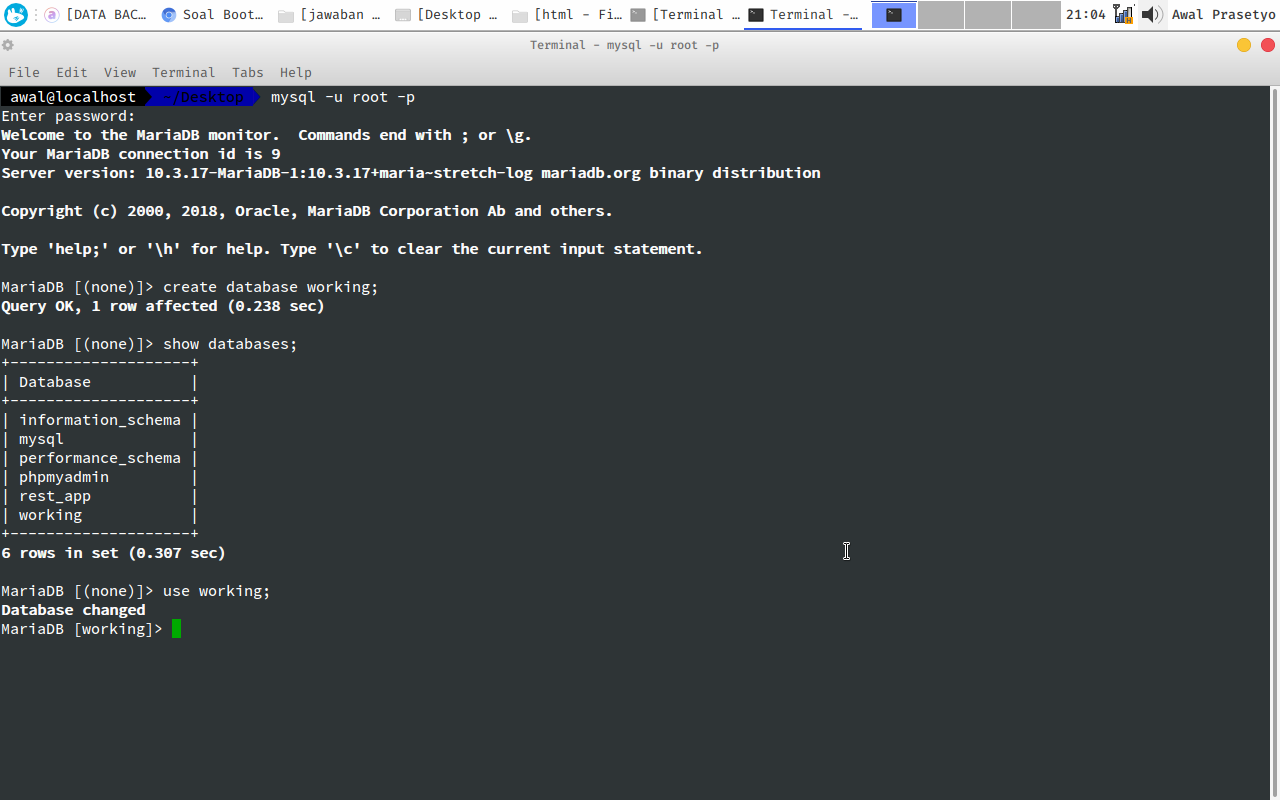 [DATA BAC... Soal Boot... [jawaban ... [Desktop ... [html - Fi... [Terminal ... Terminal -... 21:04 Awal Prasetyo
Terminal - mysql -u root -p
File Edit View Terminal Tabs Help
awal@localhost ~/Desktop mysql -u root -p
Enter password:
Welcome to the MariaDB monitor.  Commands end with ; or \g.
Your MariaDB connection id is 9
Server version: 10.3.17-MariaDB-1:10.3.17+maria~stretch-log mariadb.org binary distribution
Copyright (c) 2000, 2018, Oracle, MariaDB Corporation Ab and others.
Type 'help;' or '\h' for help. Type '\c' to clear the current input statement.
MariaDB [(none)]> create database working;
Query OK, 1 row affected (0.238 sec)
MariaDB [(none)]> show databases;
+--------------------+
| Database           |
+--------------------+
| information_schema |
| mysql              |
| performance_schema |
| phpmyadmin         |
| rest_app           |
| working            |
+--------------------+
6 rows in set (0.307 sec)
MariaDB [(none)]> use working;
Database changed
MariaDB [working]>